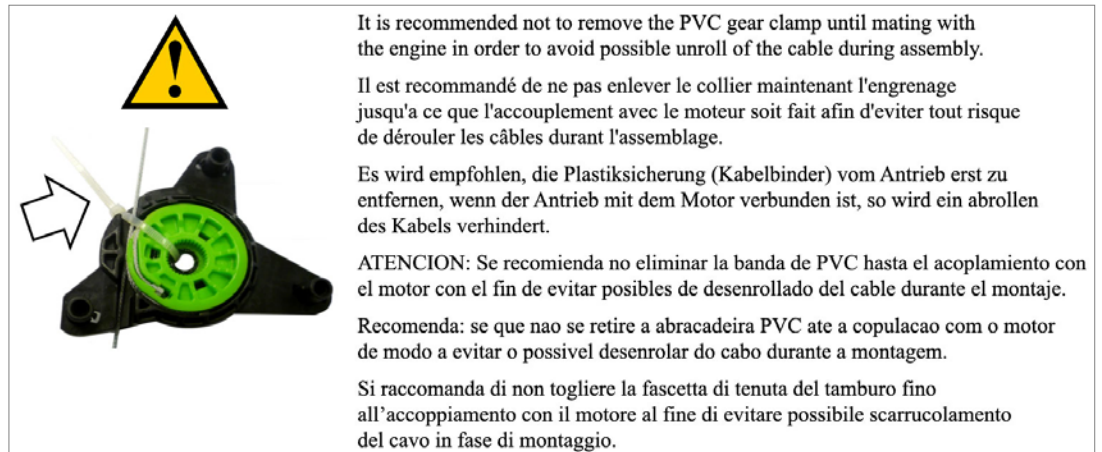 It is recommended not to remove the PVC gear clamp until mating with
the engine in order to avoid possible unroll of the cable during assembly.
Il est recommandé de ne pas enlever le collier maintenant l'engrenage
jusqu'a ce que l'accouplement avec le moteur soit fait afin d'eviter tout risque
de dérouler les câbles durant l'assemblage.
Es wird empfohlen, die Plastiksicherung (Kabelbinder) vom Antrieb erst zu
entfernen, wenn der Antrieb mit dem Motor verbunden ist, so wird ein abrollen
des Kabels verhindert.
ATENCION: Se recomienda no eliminar la banda de PVC hasta el acoplamiento con
el motor con el fin de evitar posibles de desenrollado del cable durante el montaje.
Recomenda: se que nao se retire a abracadeira PVC ate a copulacao com o motor
de modo a evitar o possivel desenrolar do cabo durante a montagem.
Si raccomanda di non togliere la fascetta di tenuta del tamburo fino
all’accoppiamento con il motore al fine di evitare possibile scarrucolamento
del cavo in fase di montaggio.